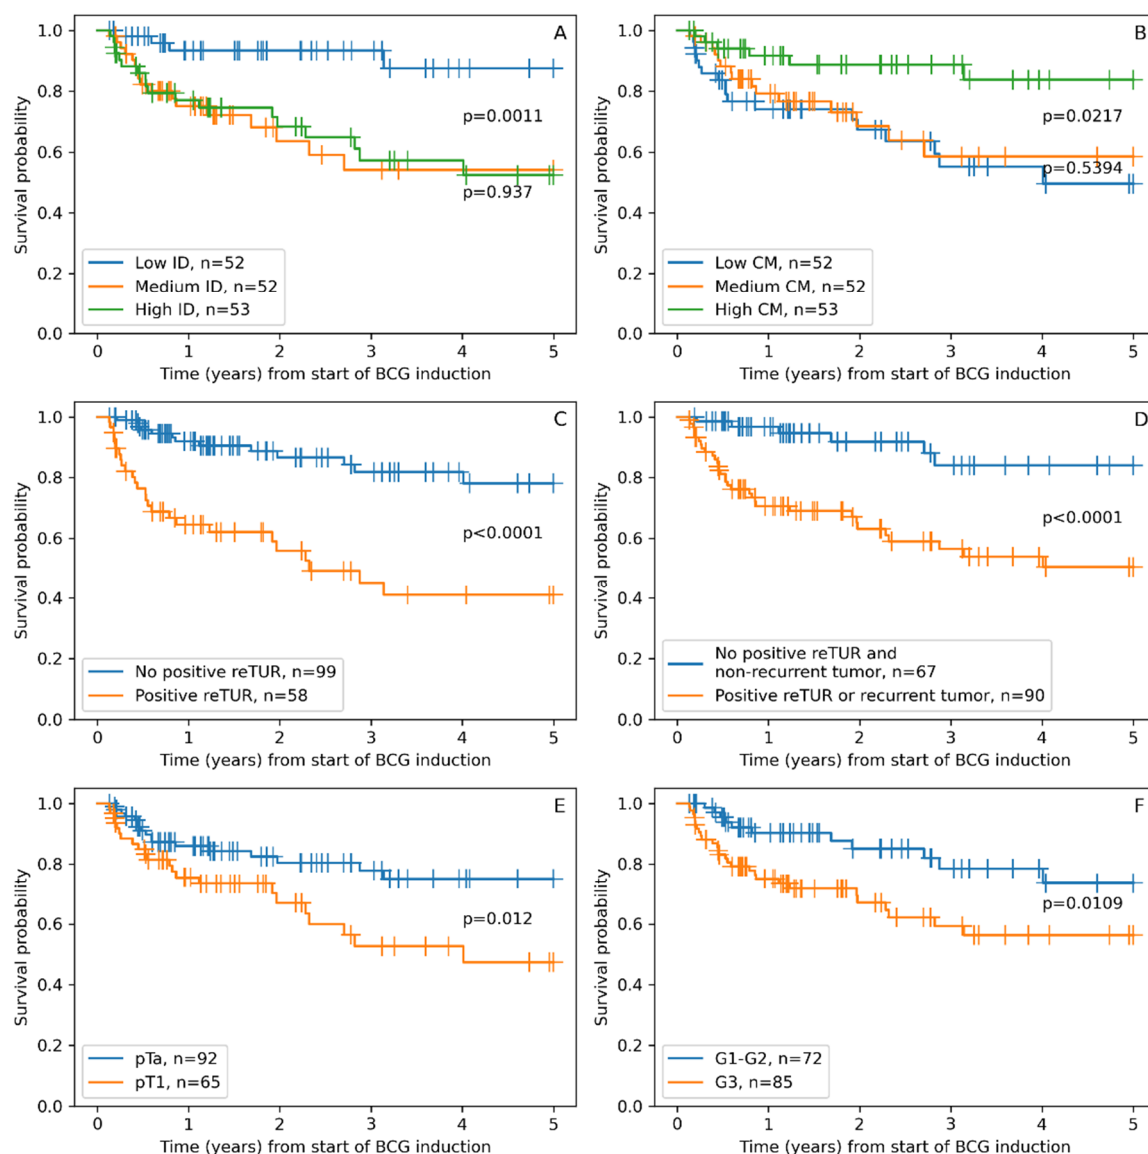 A
1.0
0.8
0.6
0.4
0.2
0.0
Survival probability
p=0.0011
p=0.937
Low ID, n=52
Medium ID, n=52
High ID, n=53
0 1 2 3 4 5
Time (years) from start of BCG induction
B
1.0
0.8
0.6
0.4
0.2
0.0
Survival probability
p=0.0217
p=0.5394
Low CM, n=52
Medium CM, n=52
High CM, n=53
0 1 2 3 4 5
Time (years) from start of BCG induction
C
1.0
0.8
0.6
0.4
0.2
0.0
Survival probability
p<0.0001
No positive reTUR, n=99
Positive reTUR, n=58
0 1 2 3 4 5
Time (years) from start of BCG induction
D
1.0
0.8
0.6
0.4
0.2
0.0
Survival probability
p<0.0001
No positive reTUR and
non-recurrent tumor, n=67
Positive reTUR or recurrent tumor, n=90
0 1 2 3 4 5
Time (years) from start of BCG induction
E
1.0
0.8
0.6
0.4
0.2
0.0
Survival probability
p=0.012
pTa, n=92
pT1, n=65
0 1 2 3 4 5
Time (years) from start of BCG induction
F
1.0
0.8
0.6
0.4
0.2
0.0
Survival probability
p=0.0109
G1-G2, n=72
G3, n=85
0 1 2 3 4 5
Time (years) from start of BCG induction